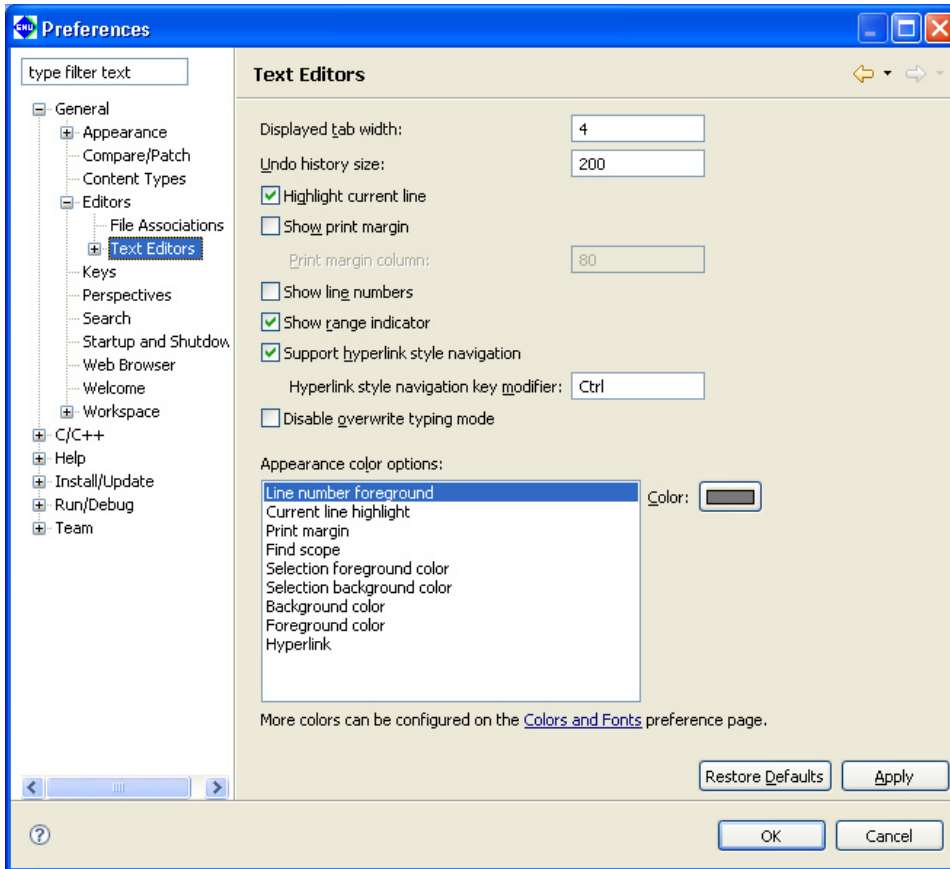 Preferences
type filter text
Text Editors
General
Appearance
Compare/Patch
Content Types
Editors
File Associations
Text Editors
Keys
Perspectives
Search
Startup and Shutdow
Web Browser
Welcome
Workspace
C/C++
Help
Install/Update
Run/Debug
Team
Displayed tab width: 4
Undo history size: 200
Highlight current line
Show print margin
Print margin column: 80
Show line numbers
Show range indicator
Support hyperlink style navigation
Hyperlink style navigation key modifier: Ctrl
Disable overwrite typing mode
Appearance color options:
Line number foreground
Current line highlight
Print margin
Find scope
Selection foreground color
Selection background color
Background color
Foreground color
Hyperlink
Color:
More colors can be configured on the Colors and Fonts preference page.
Restore Defaults Apply
OK Cancel